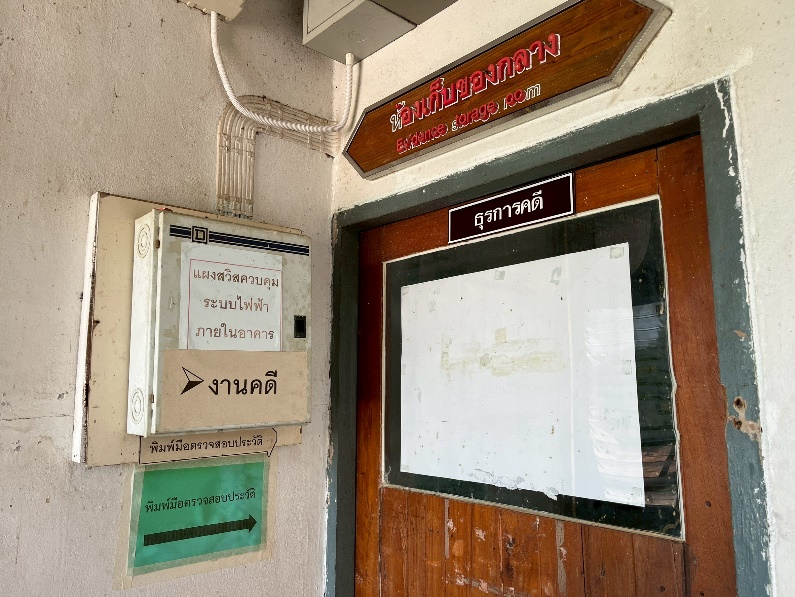 ห้องเก็บของกลาง
Evidence storage room
ธุรการคดี
แผงสวิสควบคุม
ระบบไฟฟ้า
ภายในอาคาร
งานคดี
พิมพ์มือตรวจสอบประวัติ
พิมพ์มือตรวจสอบประวัติ